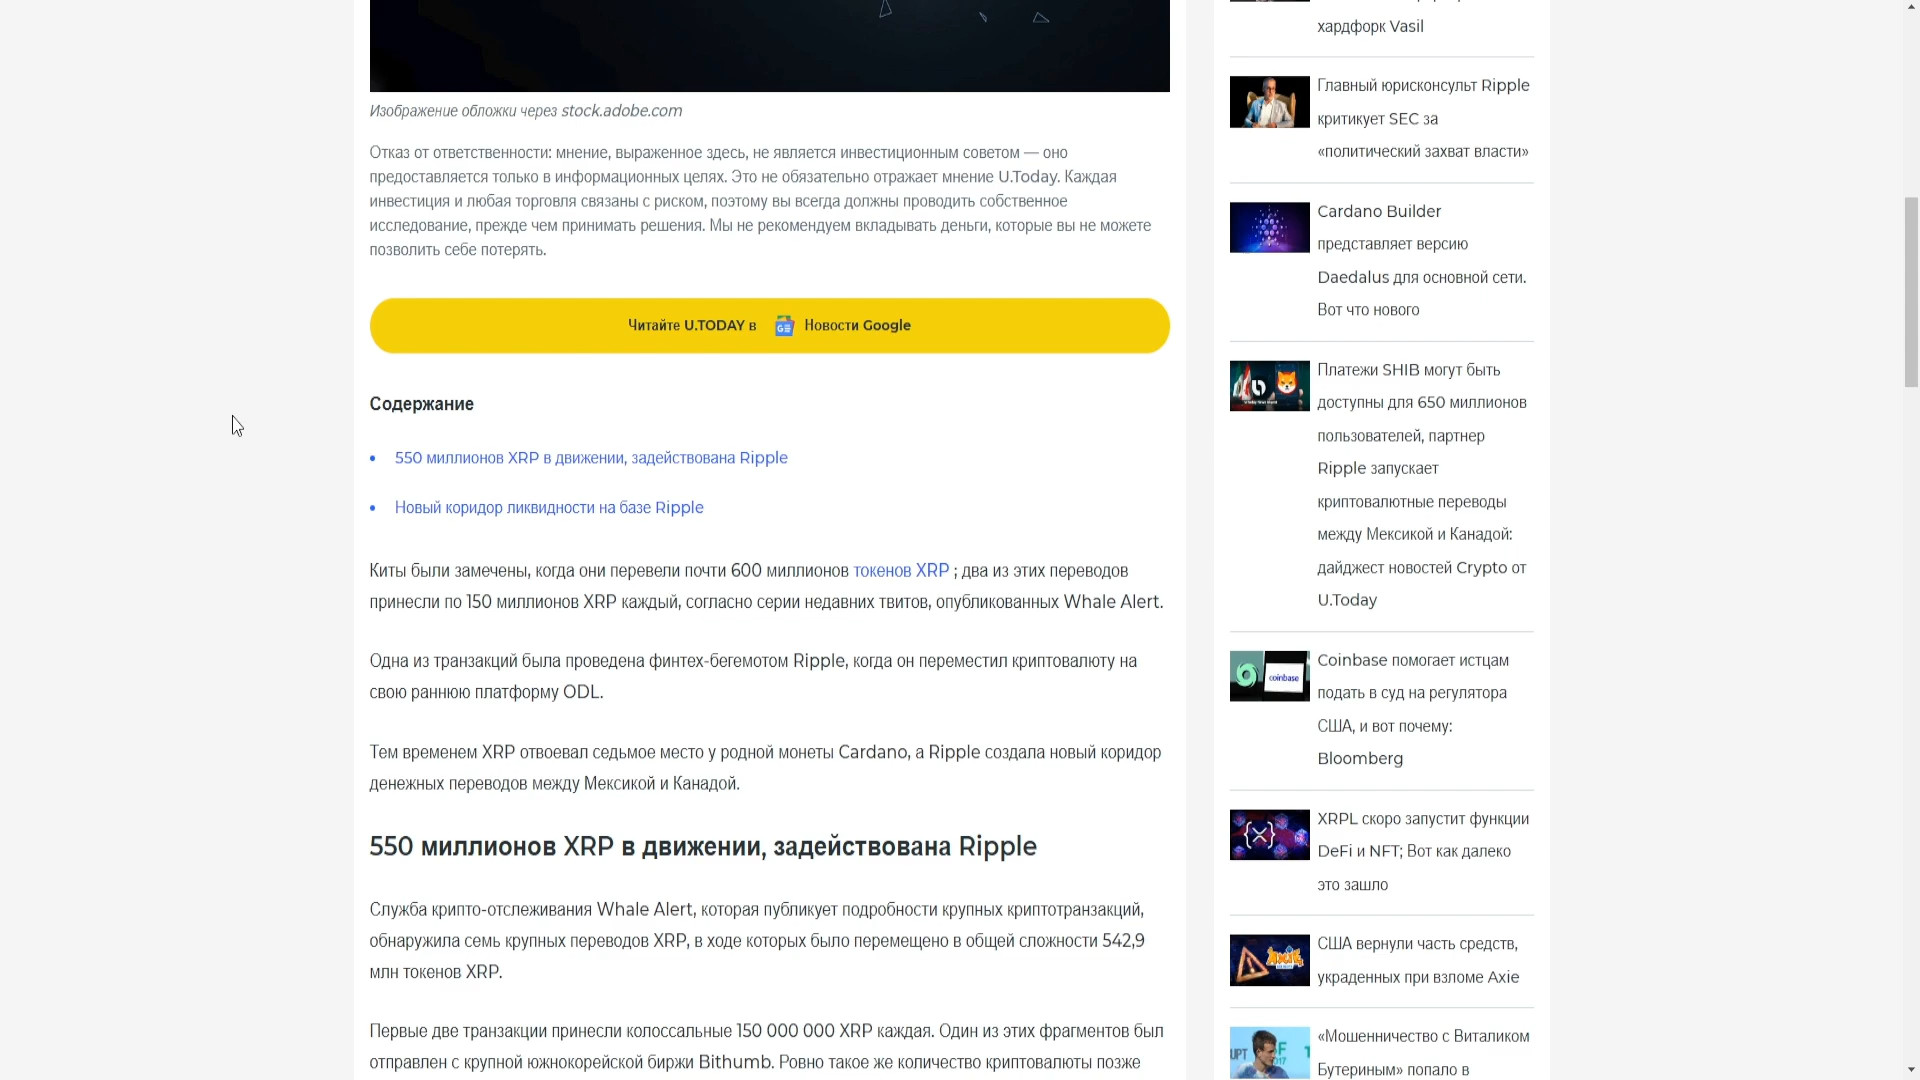 Изображение обложки через stock.adobe.com
Отказ от ответственности: мнение, выраженное здесь, не является инвестиционным советом — оно
предоставляется только в информационных целях. Это не обязательно отражает мнение U.Today. Каждая
инвестиция и любая торговля связаны с риском, поэтому вы всегда должны проводить собственное
исследование, прежде чем принимать решения. Мы не рекомендуем вкладывать деньги, которые вы не можете
позволить себе потерять.
Читайте U.TODAY в Новости Google
Содержание
• 550 миллионов XRP в движении, задействована Ripple
• Новый коридор ликвидности на базе Ripple
Киты были замечены, когда они перевели почти 600 миллионов токенов XRP ; два из этих переводов
принесли по 150 миллионов XRP каждый, согласно серии недавних твитов, опубликованных Whale Alert.
Одна из транзакций была проведена финтех-бегемотом Ripple, когда он переместил криптовалюту на
свою раннюю платформу ODL.
Тем временем XRP отвоевал седьмое место у родной монеты Cardano, а Ripple создала новый коридор
денежных переводов между Мексикой и Канадой.
550 миллионов XRP в движении, задействована Ripple
Служба крипто-отслеживания Whale Alert, которая публикует подробности крупных криптотранзакций,
обнаружила семь крупных переводов XRP, в ходе которых было перемещено в общей сложности 542,9
млн токенов XRP.
Первые две транзакции принесли колоссальные 150 000 000 XRP каждая. Один из этих фрагментов был
отправлен с крупной южнокорейской биржи Bithumb. Ровно такое же количество криптовалюты позже
хардфорк Vasil
Главный юрисконсульт Ripple
критикует SEC за
«политический захват власти»
Cardano Builder
представляет версию
Daedalus для основной сети.
Вот что нового
Платежи SHIB могут быть
доступны для 650 миллионов
пользователей, партнер
Ripple запускает
криптовалютные переводы
между Мексикой и Канадой:
дайджест новостей Crypto от
U.Today
coinbase
Coinbase помогает истцам
подать в суд на регулятора
США, и вот почему:
Bloomberg
XRPL скоро запустит функции
DeFi и NFT; Вот как далеко
это зашло
AXIE
США вернули часть средств,
украденных при взломе Axie
«Мошенничество с Виталиком
Бутериным» попало в